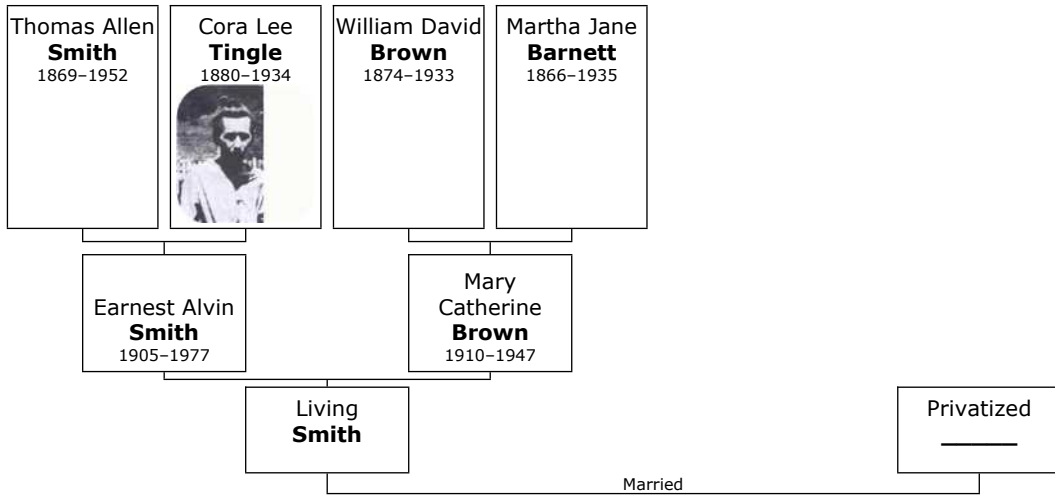 Thomas Allen
Smith
1869–1952
Cora Lee
Tingle
1880–1934
William David
Brown
1874–1933
Martha Jane
Barnett
1866–1935
Earnest Alvin
Smith
1905–1977
Mary
Catherine
Brown
1910–1947
Living
Smith
Privatized
______
Married